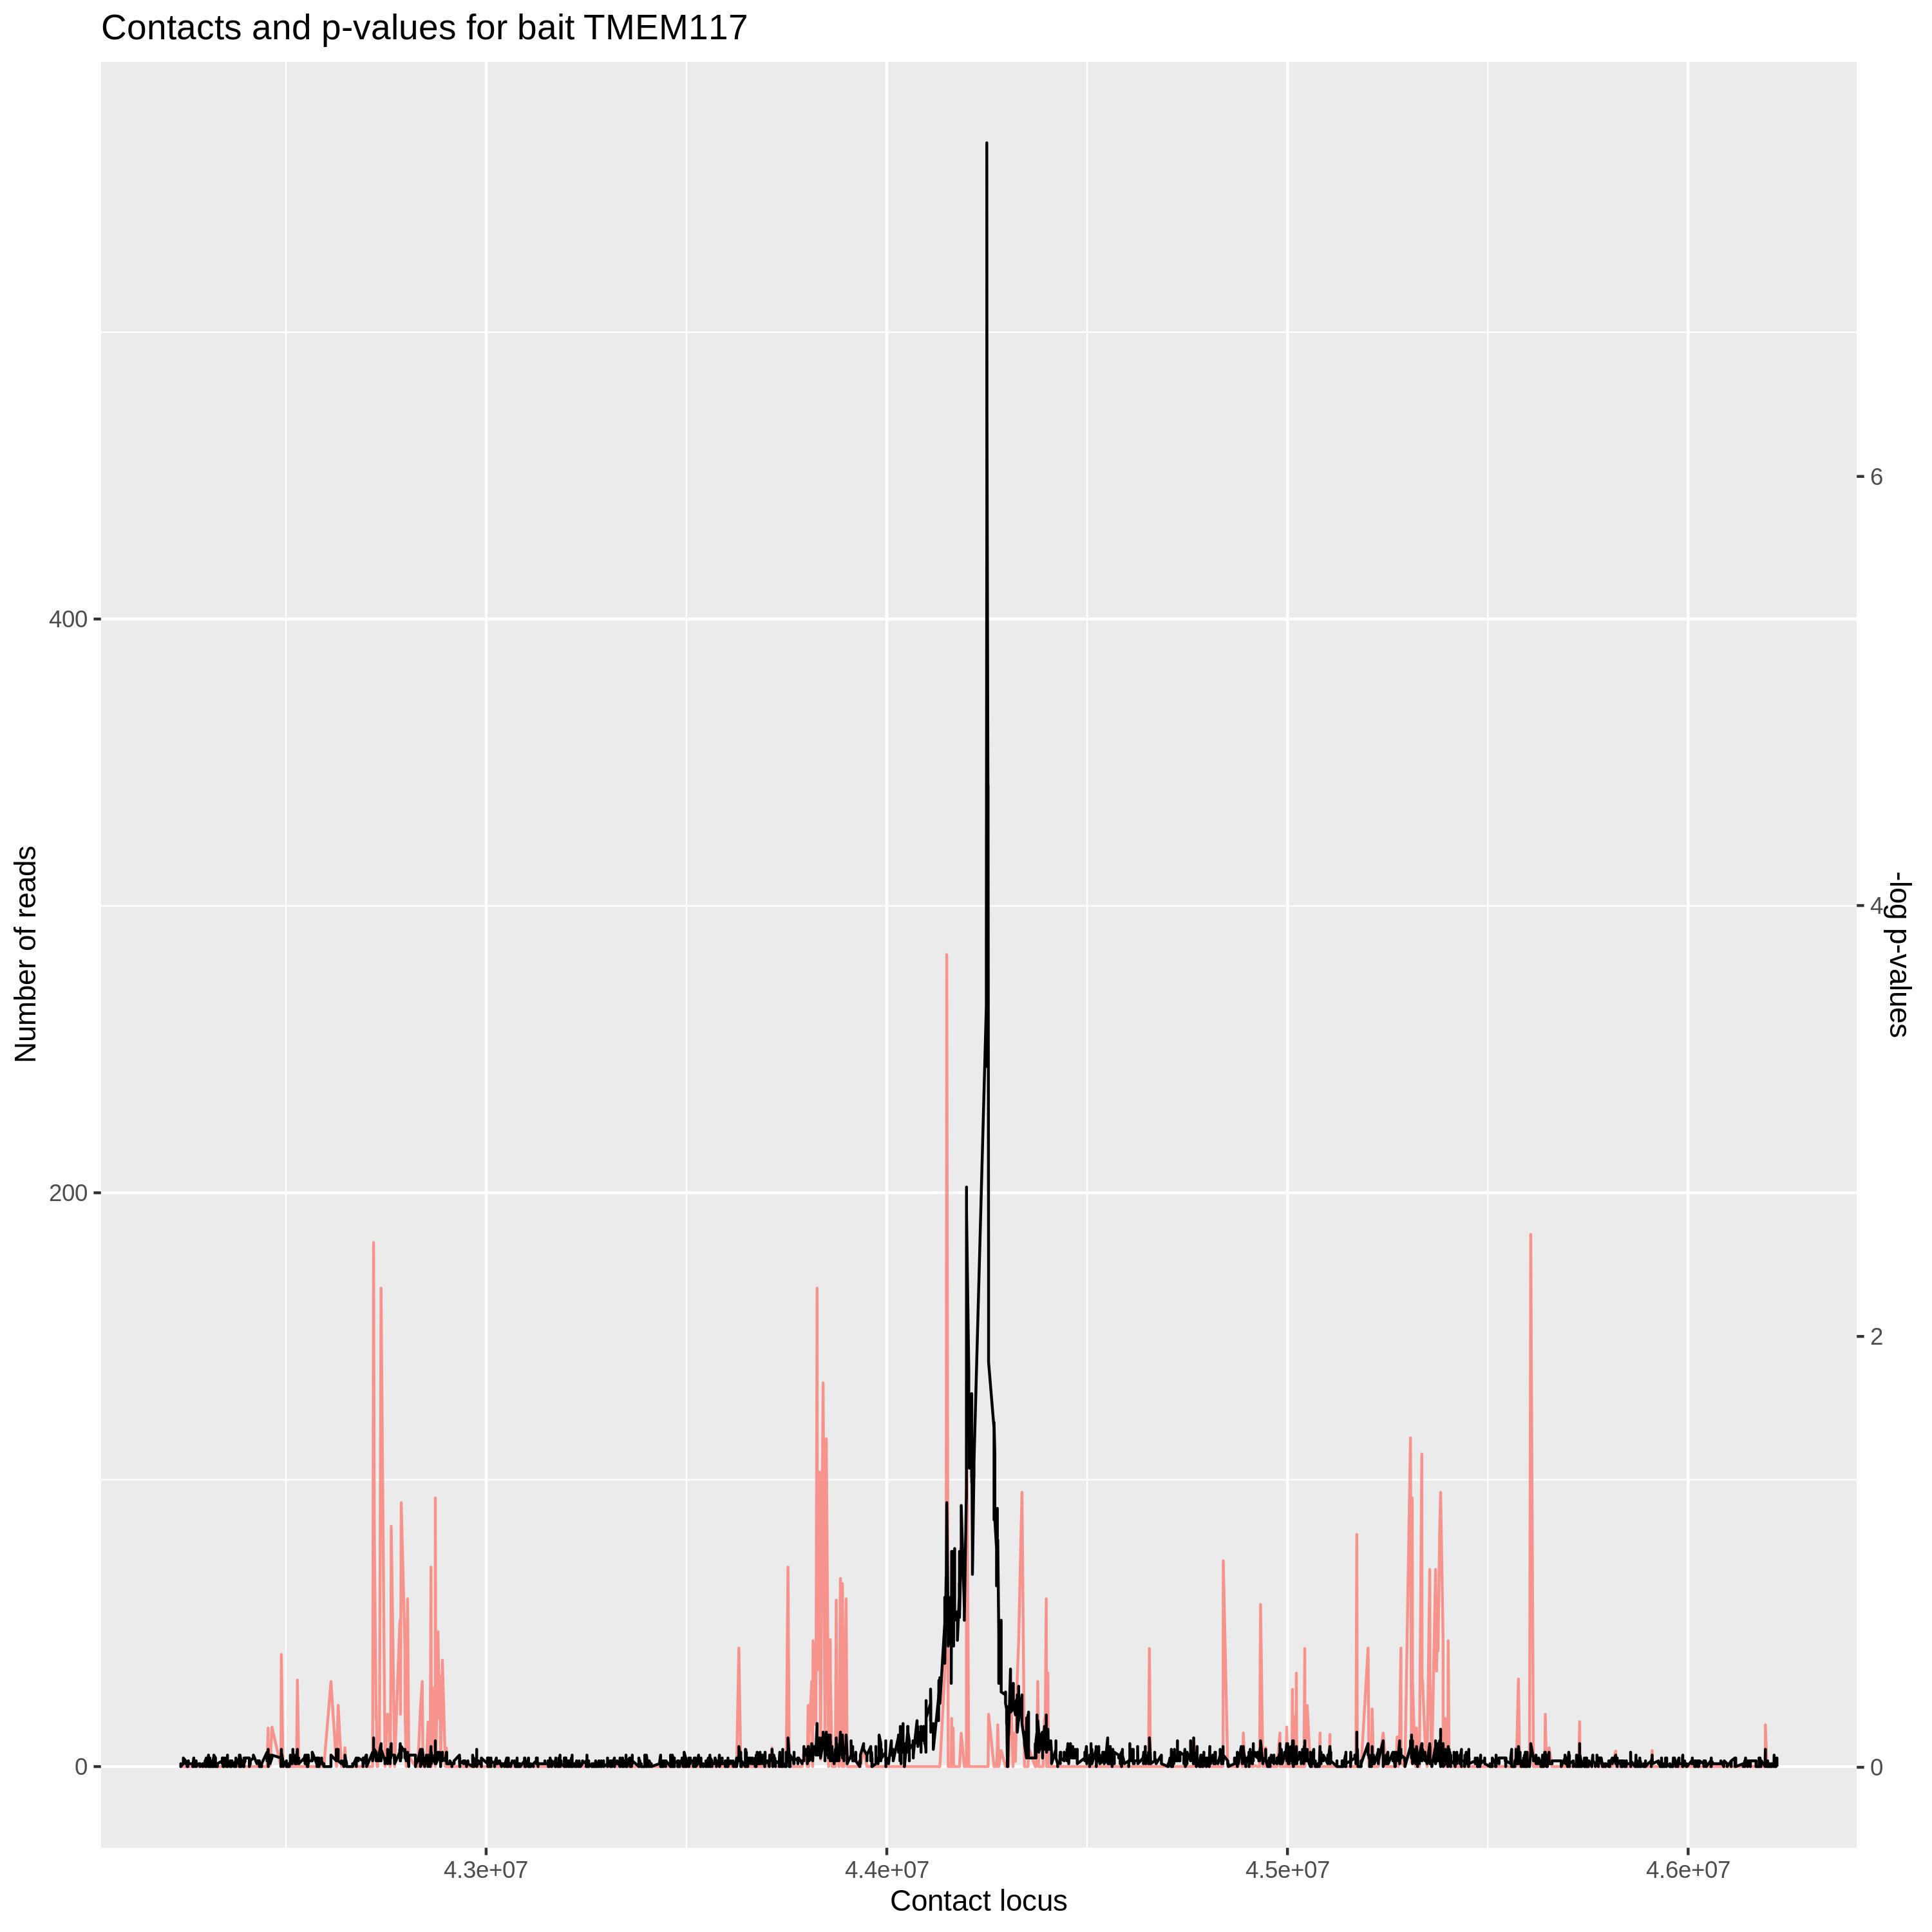 Contacts and p-values for bait TMEM117
Number of reads
400
200
0
6
4
2
0
-log p-values
4.3e+07
4.4e+07
4.5e+07
4.6e+07
Contact locus